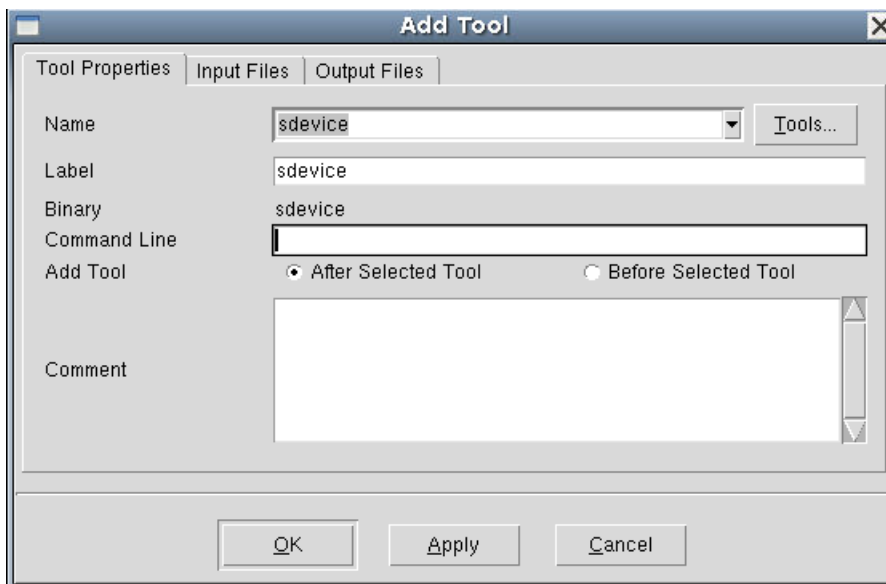 Add Tool
Tool Properties Input Files Output Files
Name sdevice Tools...
Label sdevice
Binary sdevice
Command Line
Add Tool After Selected Tool Before Selected Tool
Comment
OK Apply Cancel